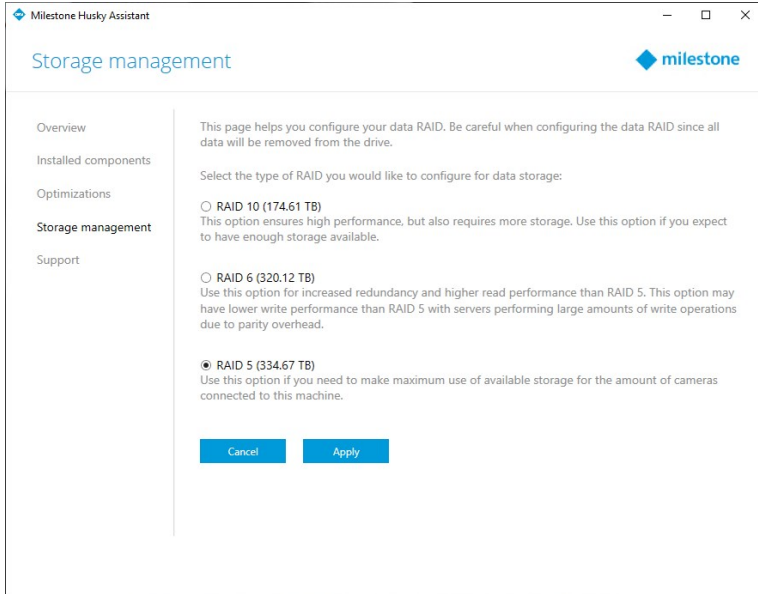 Milestone Husky Assistant
Storage management
milestone
Overview
Installed components
Optimizations
Storage management
Support
This page helps you configure your data RAID. Be careful when configuring the data RAID since all
data will be removed from the drive.
Select the type of RAID you would like to configure for data storage:
RAID 10 (174.61 TB)
This option ensures high performance, but also requires more storage. Use this option if you expect
to have enough storage available.
RAID 6 (320.12 TB)
Use this option for increased redundancy and higher read performance than RAID 5. This option may
have lower write performance than RAID 5 with servers performing large amounts of write operations
due to parity overhead.
RAID 5 (334.67 TB)
Use this option if you need to make maximum use of available storage for the amount of cameras
connected to this machine.
Cancel
Apply